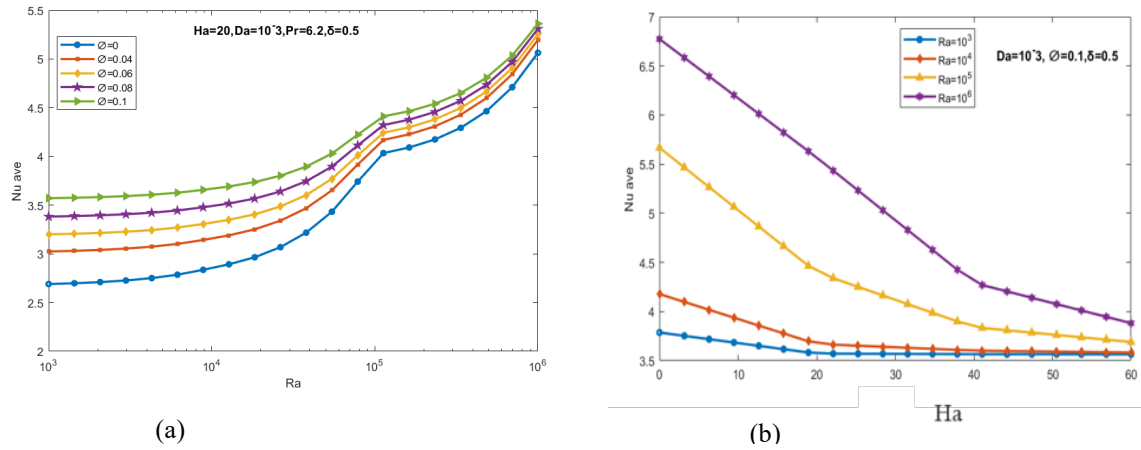 Ha=20,Da=10⁻³,Pr=6.2,δ=0.5
∅=0
∅=0.04
∅=0.06
∅=0.08
∅=0.1
Nu ave
5.5
5
4.5
4
3.5
3
2.5
2
10³
10⁴
10⁵
10⁶
Ra
(a)
Da=10⁻³, ∅=0.1,δ=0.5
Ra=10³
Ra=10⁴
Ra=10⁵
Ra=10⁶
Nu ave
7
6.5
6
5.5
5
4.5
4
3.5
0
10
20
30
40
50
60
Ha
(b)